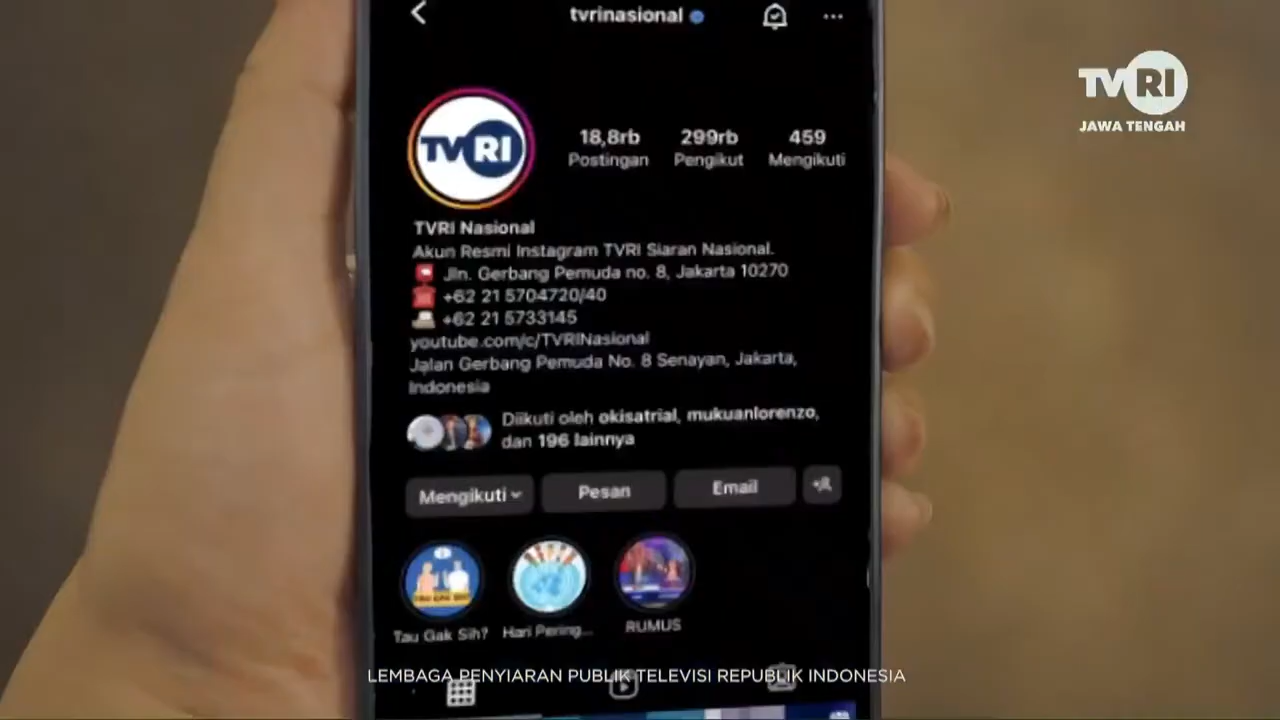 tvrinasional
TVRI
JAWA TENGAH
TVRI
18,8rb
Postingan
299rb
Pengikut
459
Mengikuti
TVRI Nasional
Akun Resmi Instagram TVRI Siaran Nasional.
Jln. Gerbang Pemuda no. 8, Jakarta 10270
+62 21 5704720/40
+62 21 5733145
youtube.com/c/TVRINasional
Jalan Gerbang Pemuda No. 8 Senayan, Jakarta,
Indonesia
Diikuti oleh okisatrial, mukuanlorenzo,
dan 196 lainnya
Mengikuti
Pesan
Email
Tau Gak Sih?
Hari Pering...
RUMUS
LEMBAGA PENYIARAN PUBLIK TELEVISI REPUBLIK INDONESIA